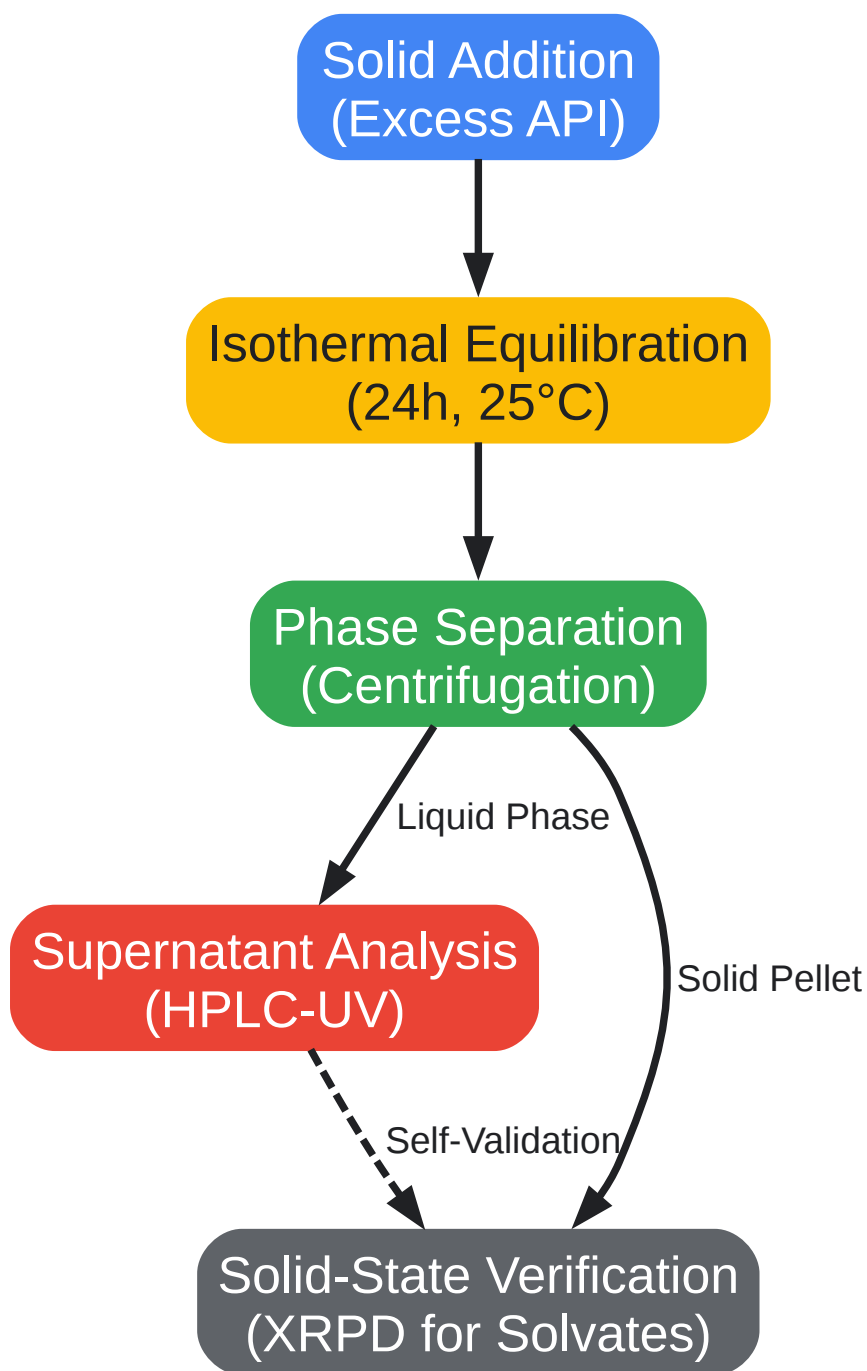 Solid Addition
(Excess API)
Isothermal Equilibration
(24h, 25°C)
Phase Separation
(Centrifugation)
Liquid Phase
Supernatant Analysis
(HPLC-UV)
Solid Pellet
Self-Validation
Solid-State Verification
(XRPD for Solvates)